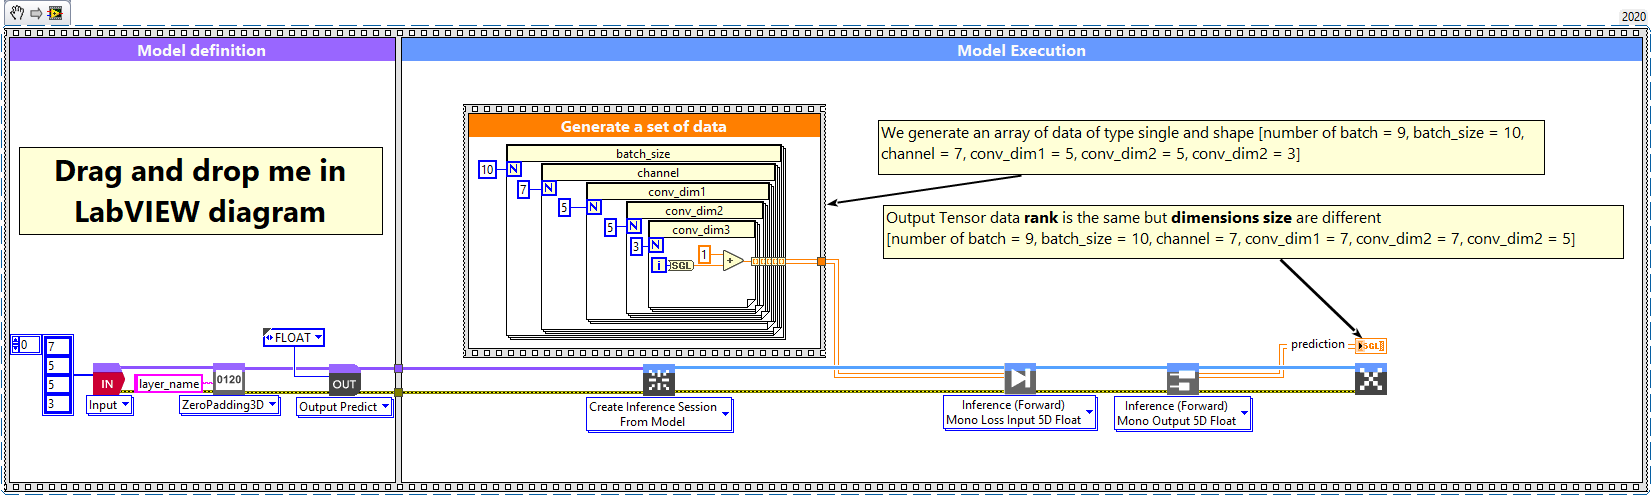 2020
Model definition
Model Execution
Generate a set of data
We generate an array of data of type single and shape [number of batch = 9, batch_size = 10,
channel = 7, conv_dim1 = 5, conv_dim2 = 5, conv_dim2 = 3]
Drag and drop me in
LabVIEW diagram
batch_size
10 N
channel
7 N
conv_dim1
5 N
conv_dim2
5 N
conv_dim3
3 N
1
i SGL +
Output Tensor data rank is the same but dimensions size are different
[number of batch = 9, batch_size = 10, channel = 7, conv_dim1 = 7, conv_dim2 = 7, conv_dim2 = 5]
0
7
5
5
3
FLOAT
prediction SGL
IN
layer_name
0120
OUT
Input
ZeroPadding3D
Output Predict
Create Inference Session
From Model
Inference (Forward)
Mono Loss Input 5D Float
Inference (Forward)
Mono Output 5D Float